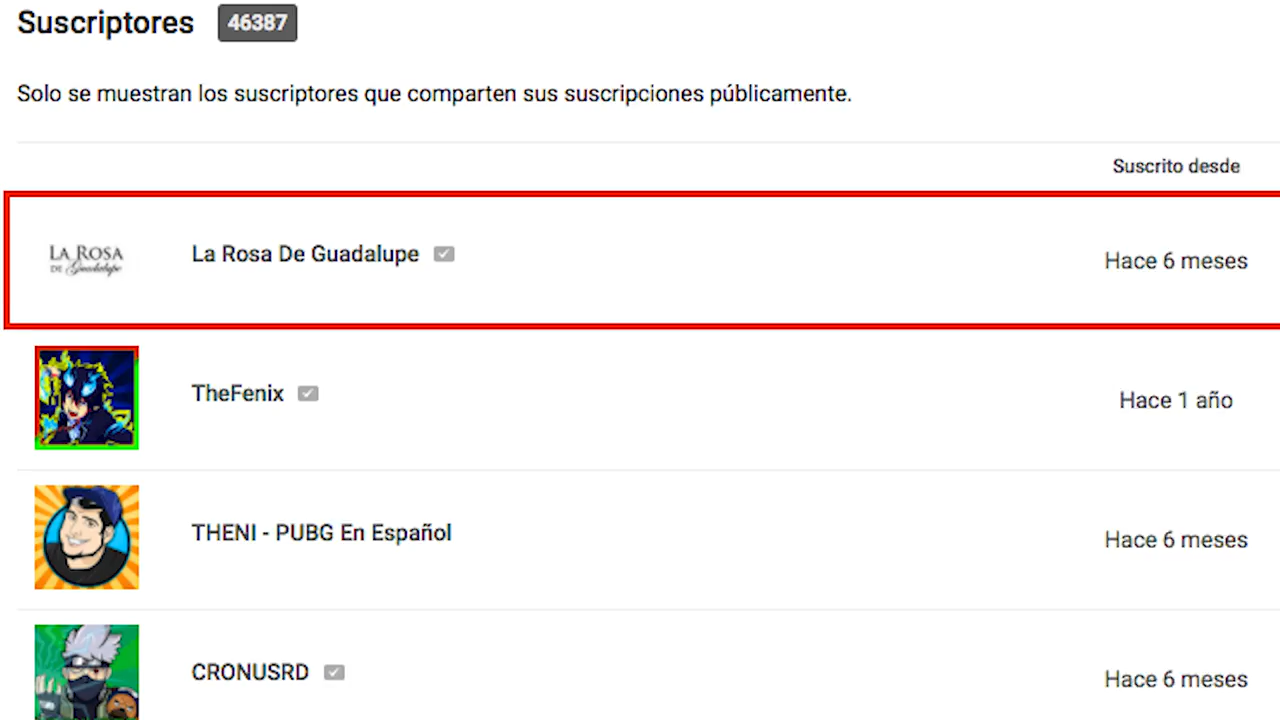 Suscriptores 46387
Solo se muestran los suscriptores que comparten sus suscripciones públicamente.
Suscrito desde
LA ROSA
DE Guadalupe
La Rosa De Guadalupe
Hace 6 meses
TheFenix
Hace 1 año
THENI - PUBG En Español
Hace 6 meses
CRONUSRD
Hace 6 meses